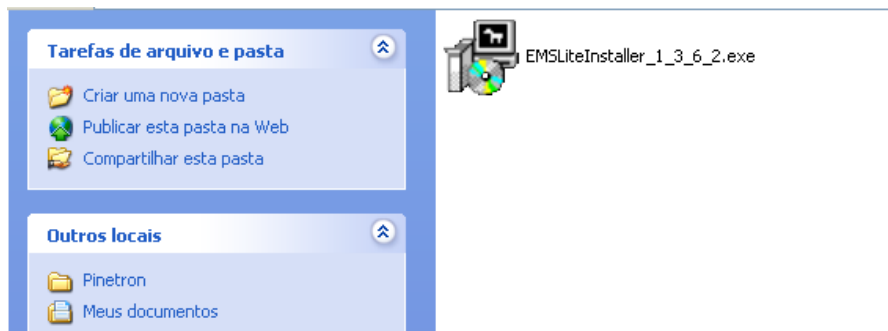 Tarefas de arquivo e pasta
Criar uma nova pasta
Publicar esta pasta na Web
Compartilhar esta pasta
Outros locais
Pinetron
Meus documentos
EMSLiteInstaller_1_3_6_2.exe